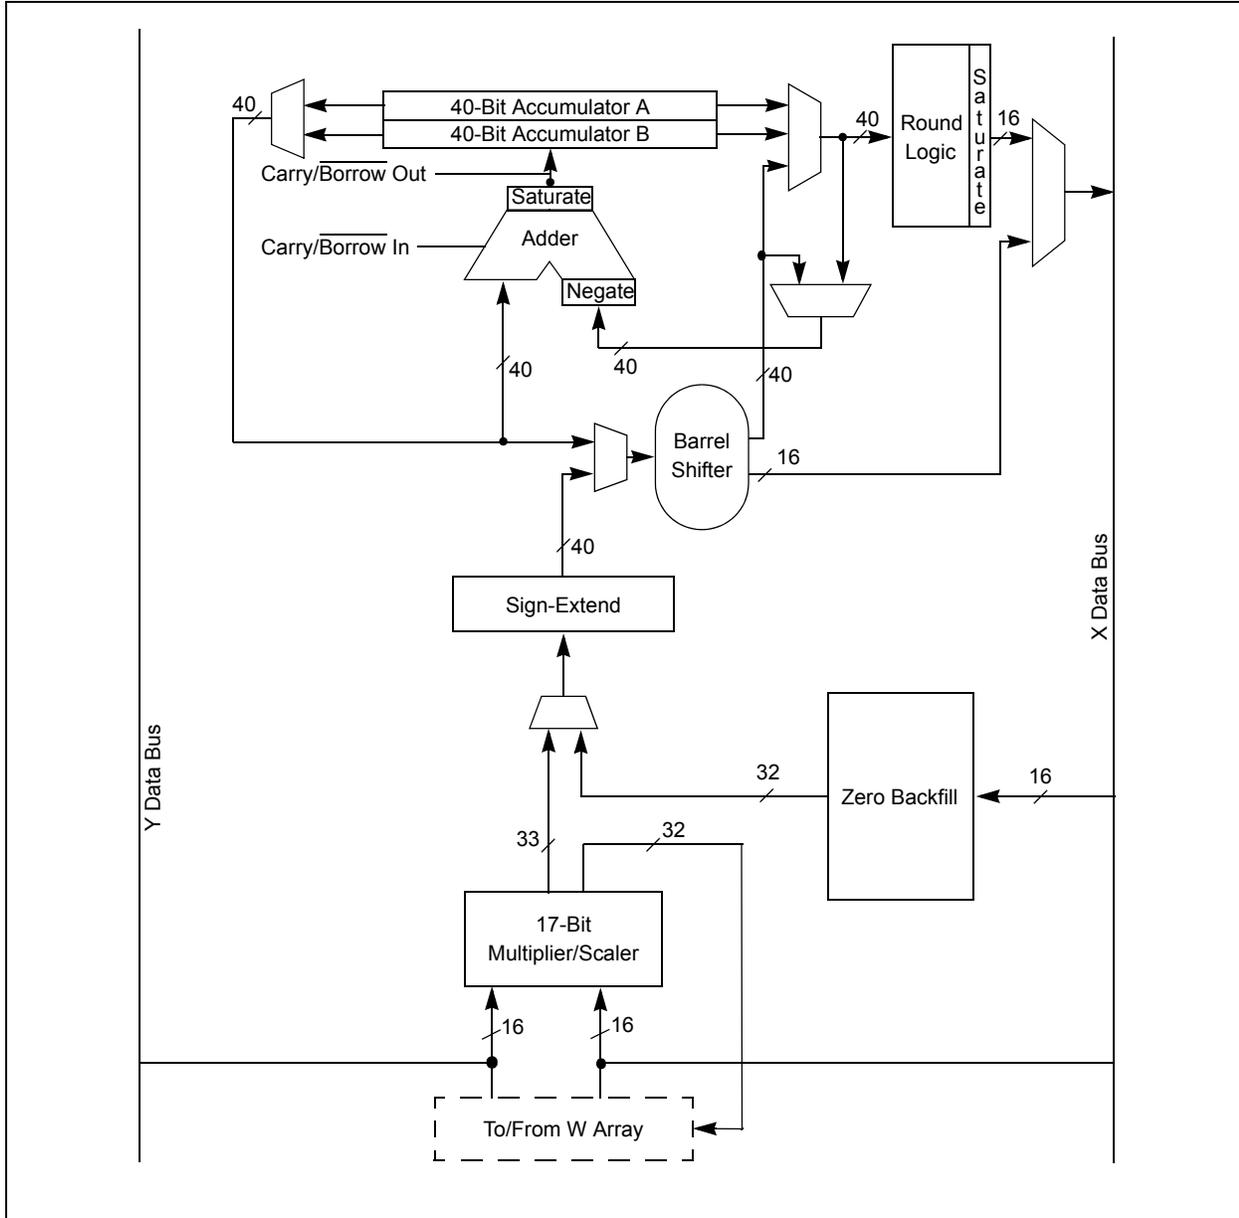 40
40-Bit Accumulator A
40-Bit Accumulator B
Carry/Borrow Out
Saturate
Carry/Borrow In
Adder
Negate
40
Round
Logic
Saturate
16
40
40
40
Barrel
Shifter
16
40
Sign-Extend
X Data Bus
Y Data Bus
32
Zero Backfill
16
33
32
17-Bit
Multiplier/Scaler
16
16
To/From W Array